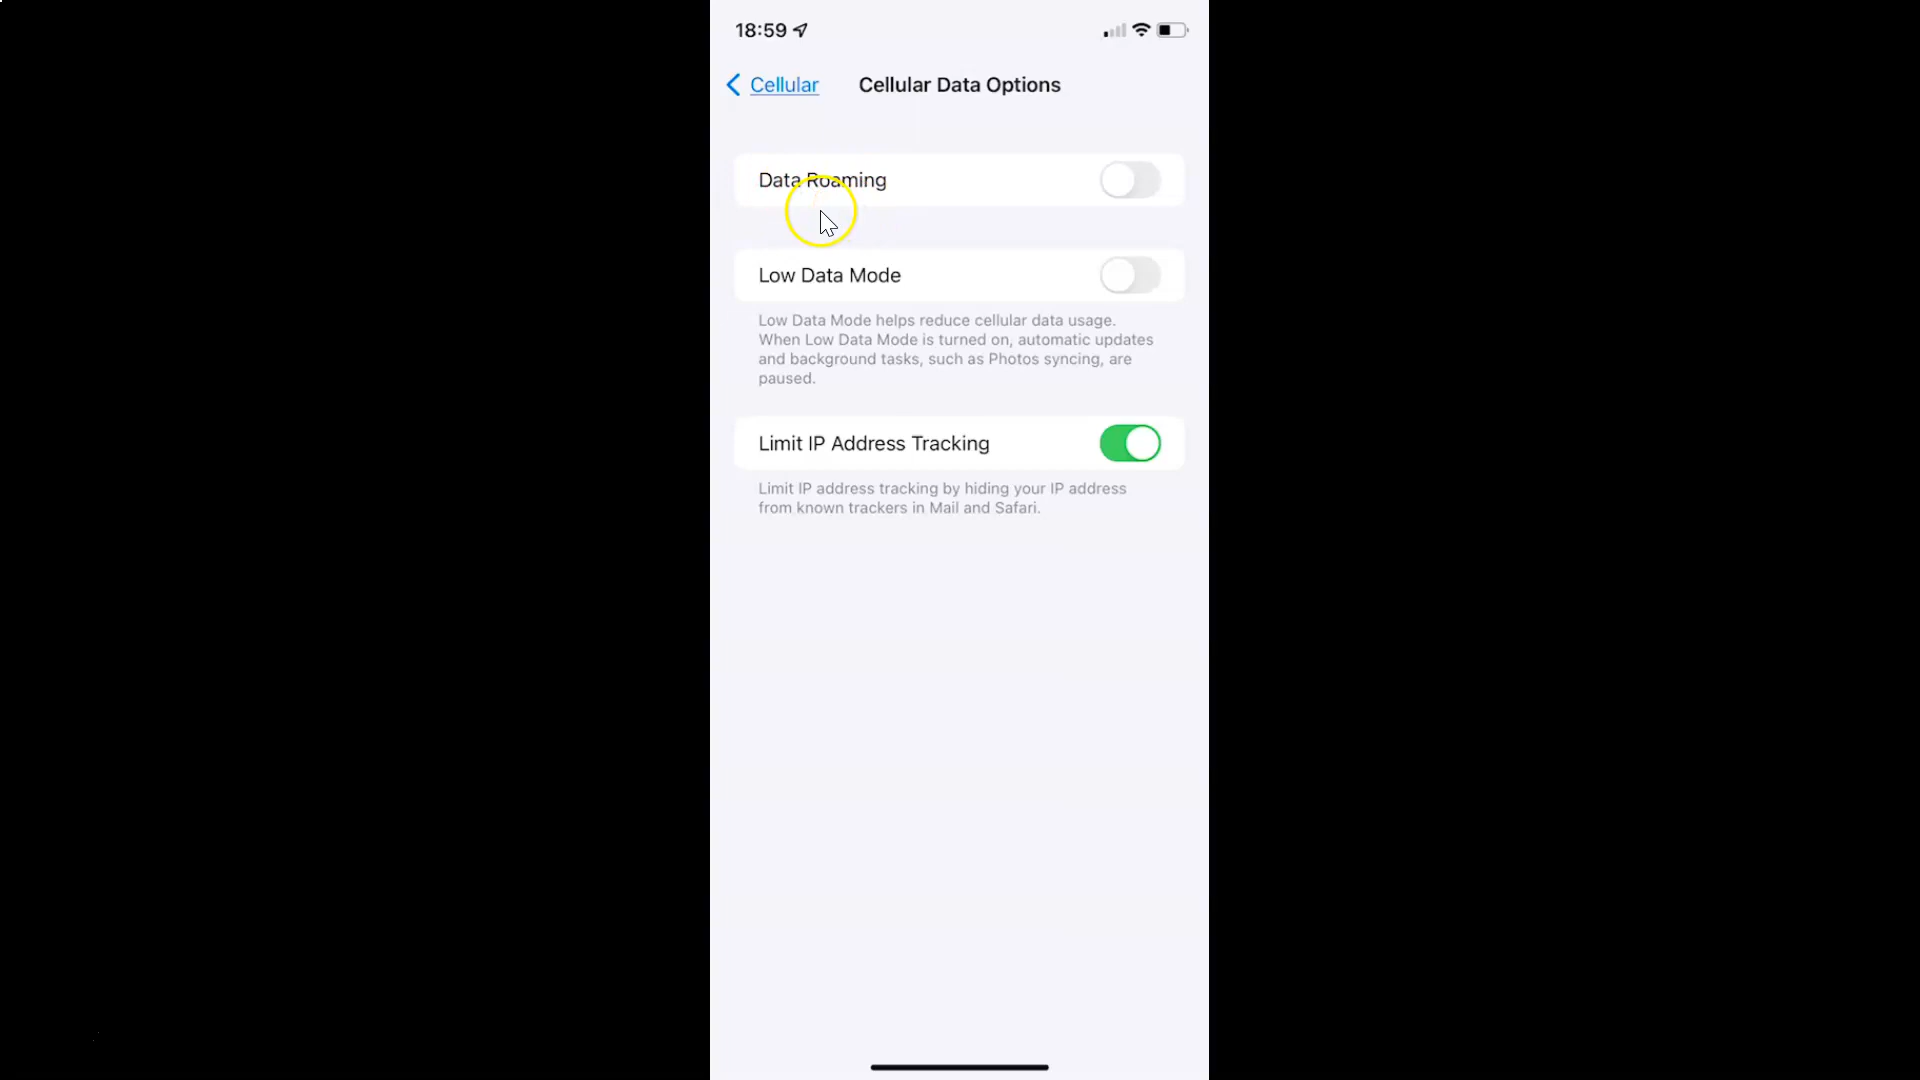 18:59
Cellular
Cellular Data Options
Data Roaming
Low Data Mode
Low Data Mode helps reduce cellular data usage.
When Low Data Mode is turned on, automatic updates
and background tasks, such as Photos syncing, are
paused.
Limit IP Address Tracking
Limit IP address tracking by hiding your IP address
from known trackers in Mail and Safari.